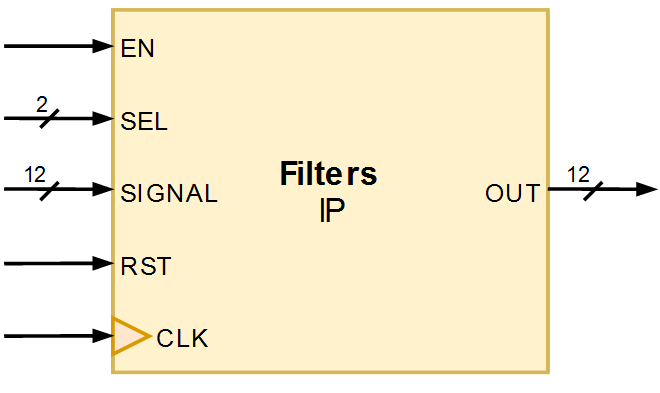 EN
2
SEL
12
SIGNAL
Filters
IP
OUT
12
RST
CLK